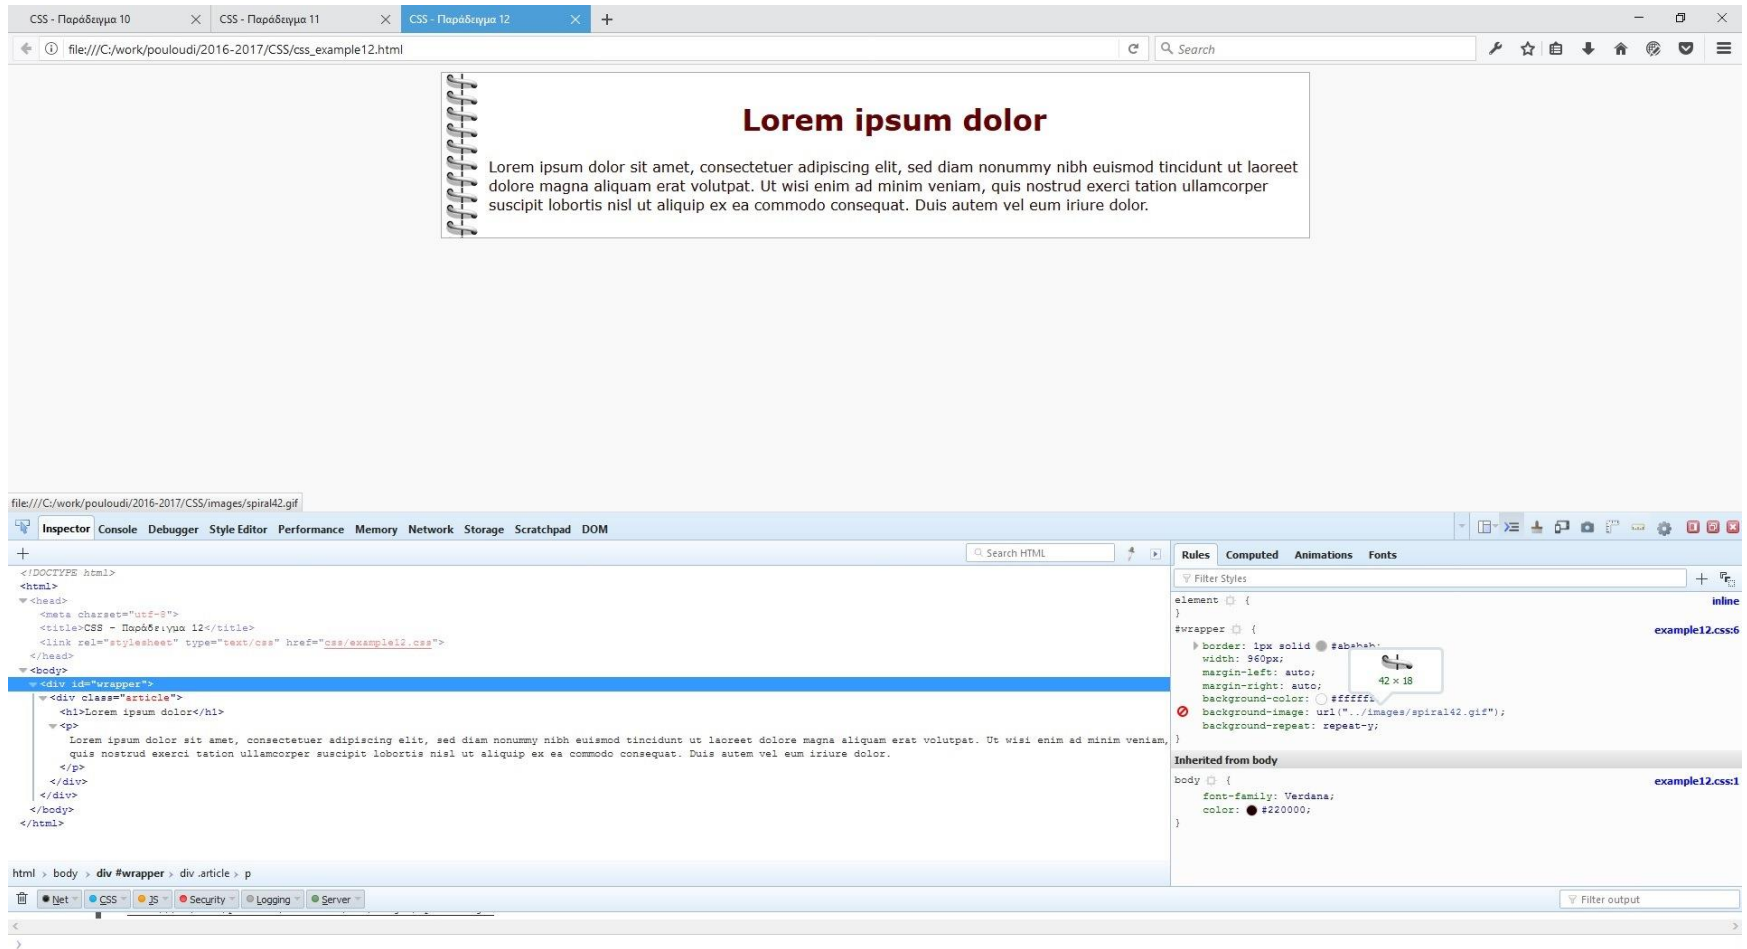 CSS - Παράδειγμα 10
CSS - Παράδειγμα 11
CSS - Παράδειγμα 12
file:///C:/work/pouloudi/2016-2017/CSS/css_example12.html
Search
Lorem ipsum dolor
Lorem ipsum dolor sit amet, consectetuer adipiscing elit, sed diam nonummy nibh euismod tincidunt ut laoreet
dolore magna aliquam erat volutpat. Ut wisi enim ad minim veniam, quis nostrud exerci tation ullamcorper
suscipit lobortis nisl ut aliquip ex ea commodo consequat. Duis autem vel eum iriure dolor.
file:///C:/work/pouloudi/2016-2017/CSS/images/spiral42.gif
Inspector Console Debugger Style Editor Performance Memory Network Storage Scratchpad DOM
Search HTML
<!DOCTYPE html>
<html>
<head>
<meta charset="utf-8">
<title>CSS - Παράδειγμα 12</title>
<link rel="stylesheet" type="text/css" href="css/example12.css">
</head>
<body>
<div id="wrapper">
<div class="article">
<h1>Lorem ipsum dolor</h1>
<p>
Lorem ipsum dolor sit amet, consectetuer adipiscing elit, sed diam nonummy nibh euismod tincidunt ut laoreet dolore magna aliquam erat volutpat. Ut wisi enim ad minim veniam,
quis nostrud exerci tation ullamcorper suscipit lobortis nisl ut aliquip ex ea commodo consequat. Duis autem vel eum iriure dolor.
</p>
</div>
</div>
</body>
</html>
html > body > div #wrapper > div .article > p
Rules Computed Animations Fonts
Filter Styles
element { inline
}
#wrapper { example12.css:6
border: 1px solid #ababab;
width: 960px;
margin-left: auto;
margin-right: auto;
background-color: #ffffff
background-image: url("../images/spiral42.gif");
background-repeat: repeat-y;
}
42 × 18
Inherited from body
body { example12.css:1
font-family: Verdana;
color: #220000;
}
Net CSS JS Security Logging Server
Filter output